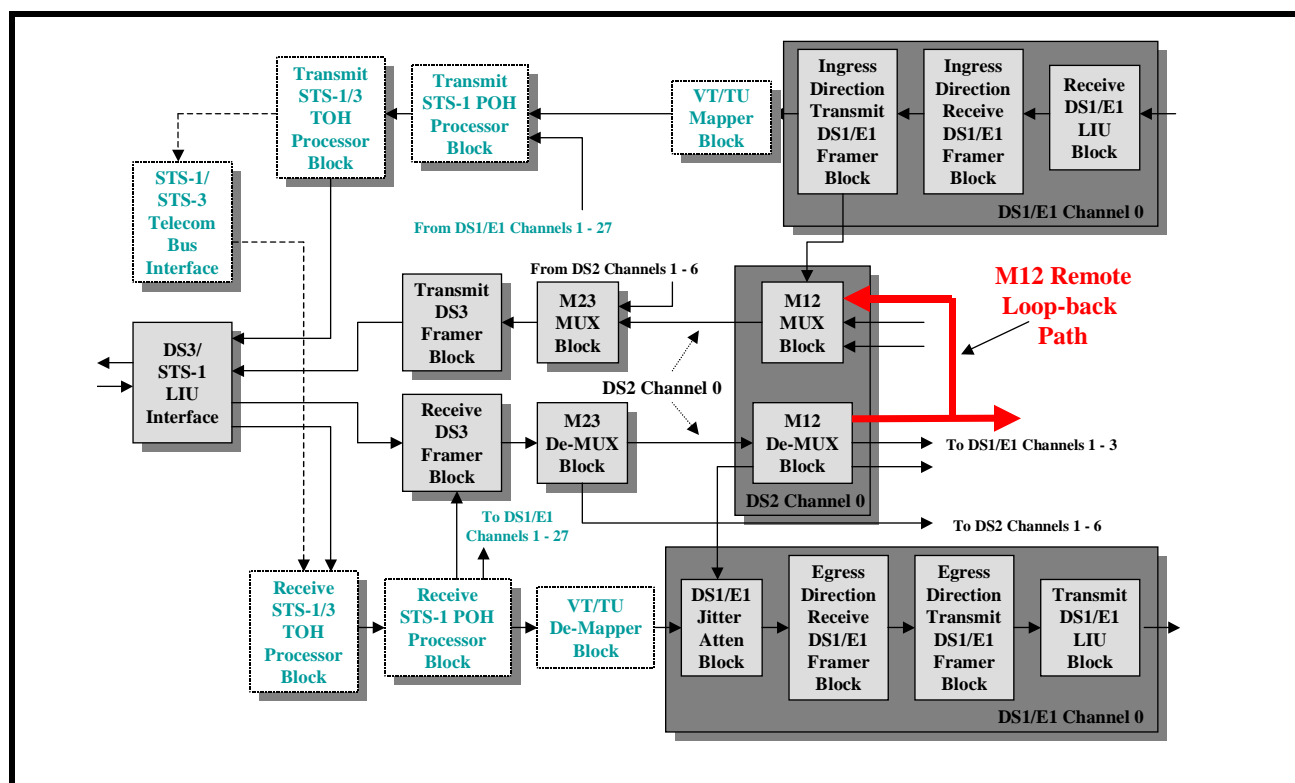 Transmit
STS-1/3
TOH
Processor
Block
Transmit
STS-1 POH
Processor
Block
VT/TU
Mapper
Block
Ingress
Direction
Transmit
DS1/E1
Framer
Block
Ingress
Direction
Receive
DS1/E1
Framer
Block
Receive
DS1/E1
LIU
Block
DS1/E1 Channel 0
STS-1/
STS-3
Telecom
Bus
Interface
From DS1/E1 Channels 1 - 27
From DS2 Channels 1 - 6
Transmit
DS3
Framer
Block
M23
MUX
Block
M12
MUX
Block
M12 Remote
Loop-back
Path
DS3/
STS-1
LIU
Interface
DS2 Channel 0
Receive
DS3
Framer
Block
M23
De-MUX
Block
M12
De-MUX
Block
To DS1/E1 Channels 1 - 3
DS2 Channel 0
To DS1/E1
Channels 1 - 27
To DS2 Channels 1 - 6
Receive
STS-1/3
TOH
Processor
Block
Receive
STS-1 POH
Processor
Block
VT/TU
De-Mapper
Block
DS1/E1
Jitter
Atten
Block
Egress
Direction
Receive
DS1/E1
Framer
Block
Egress
Direction
Transmit
DS1/E1
Framer
Block
Transmit
DS1/E1
LIU
Block
DS1/E1 Channel 0